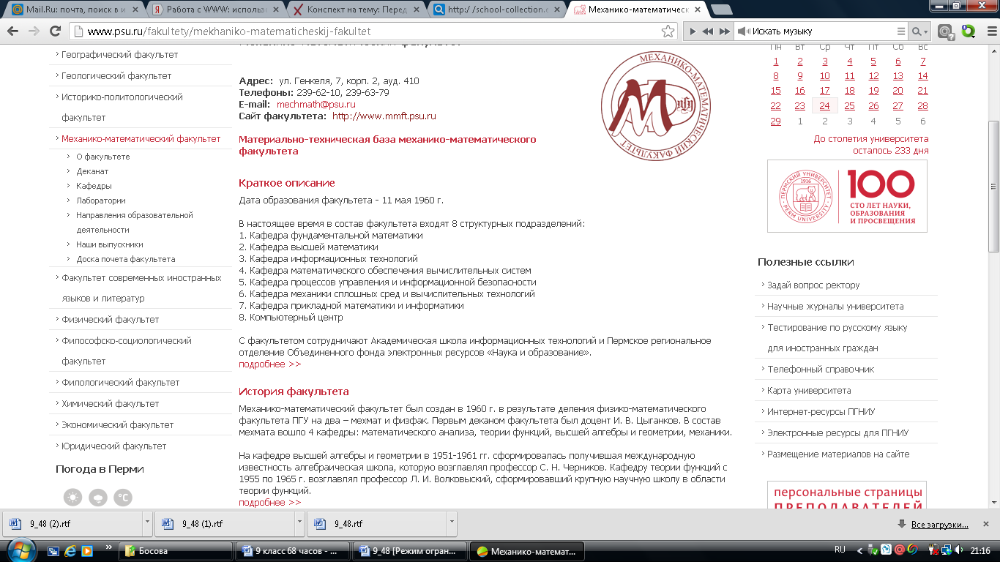 Mail.Ru: почта, поиск в и
Работа с WWW: использ
Конспект на тему: Перед
http://school-collection.e
Механико-математическ
www.psu.ru/fakultety/mekhaniko-matematicheskij-fakultet
Искать музыку
Географический факультет
Геологический факультет
Историко-политологический
факультет
Механико-математический факультет
О факультете
Деканат
Кафедры
Лаборатории
Направления образовательной
деятельности
Наши выпускники
Доска почета факультета
Факультет современных иностранных
языков и литератур
Физический факультет
Философско-социологический
факультет
Филологический факультет
Химический факультет
Экономический факультет
Юридический факультет
Погода в Перми
°C
Механико-математический факультет
Адрес: ул. Генкеля, 7, корп. 2, ауд. 410
Телефоны: 239-62-10, 239-63-79
E-mail: mechmath@psu.ru
Сайт факультета: http://www.mmft.psu.ru
МЕХАНИКО-МАТЕМАТИЧЕСКИЙ ФАКУЛЬТЕТ
Материально-техническая база механико-математического
факультета
Краткое описание
Дата образования факультета - 11 мая 1960 г.
В настоящее время в состав факультета входят 8 структурных подразделений:
1. Кафедра фундаментальной математики
2. Кафедра высшей математики
3. Кафедра информационных технологий
4. Кафедра математического обеспечения вычислительных систем
5. Кафедра процессов управления и информационной безопасности
6. Кафедра механики сплошных сред и вычислительных технологий
7. Кафедра прикладной математики и информатики
8. Компьютерный центр
С факультетом сотрудничают Академическая школа информационных технологий и Пермское региональное
отделение Объединенного фонда электронных ресурсов «Наука и образование».
подробнее >>
История факультета
Механико-математический факультет был создан в 1960 г. в результате деления физико-математического
факультета ПГУ на два – мехмат и физфак. Первым деканом факультета был доцент И. В. Цыганков. В состав
мехмата вошло 4 кафедры: математического анализа, теории функций, высшей алгебры и геометрии, механики.
На кафедре высшей алгебры и геометрии в 1951-1961 гг. сформировалась получившая международную
известность алгебраическая школа, которую возглавлял профессор С. Н. Черников. Кафедру теории функций с
1955 по 1965 г. возглавлял профессор Л. И. Волковыский, сформировавший крупную научную школу в области
теории функций.
подробнее >>
Пн Вт Ср Чт Пт Сб Вс
1 2 3 4 5 6 7
8 9 10 11 12 13 14
15 16 17 18 19 20 21
22 23 24 25 26 27 28
29 1 2 3 4 5 6
До столетия университета
осталось 233 дня
ПЕРМСКИЙ УНИВЕРСИТЕТ
1916
PERM UNIVERSITY
100
СТО ЛЕТ НАУКИ,
ОБРАЗОВАНИЯ
И ПРОСВЕЩЕНИЯ
Полезные ссылки
Задай вопрос ректору
Научные журналы университета
Тестирование по русскому языку
для иностранных граждан
Телефонный справочник
Карта университета
Интернет-ресурсы ПГНИУ
Электронные ресурсы для ПГНИУ
Размещение материалов на сайте
персональные страницы
ПРЕПОДАВАТЕЛЕЙ
9_48 (2).rtf
9_48 (1).rtf
9_48.rtf
Все загрузки...
Босова
9 класс 68 часов - ...
9_48 [Режим огран...
Механико-математ...
RU
21:16